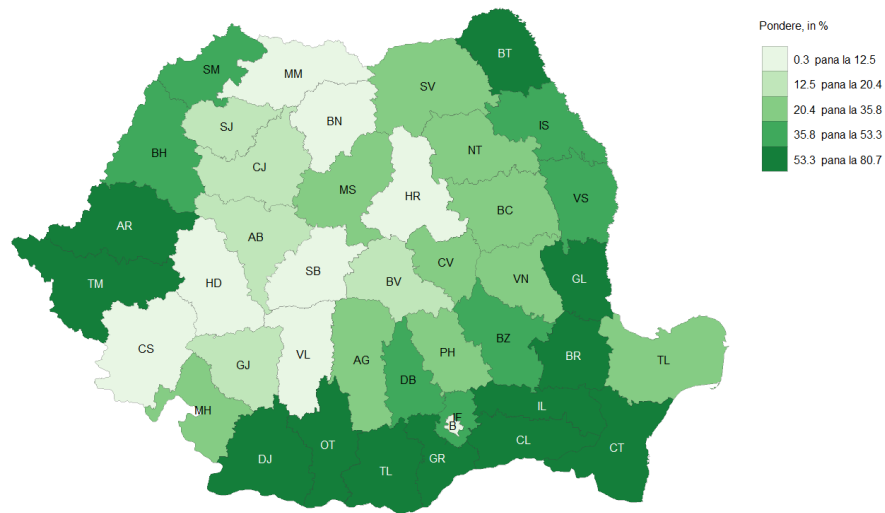 Pondere, in %
0.3 pana la 12.5
12.5 pana la 20.4
20.4 pana la 35.8
35.8 pana la 53.3
53.3 pana la 80.7
BT
SM
MM
SV
SJ
BN
IS
BH
CJ
NT
MS
HR
VS
BC
AR
AB
CV
SB
VN
GL
TM
HD
BV
CS
VL
AG
PH
BZ
BR
TL
GJ
DB
MH
IL
IF
B
CL
OT
CT
DJ
TL
GR